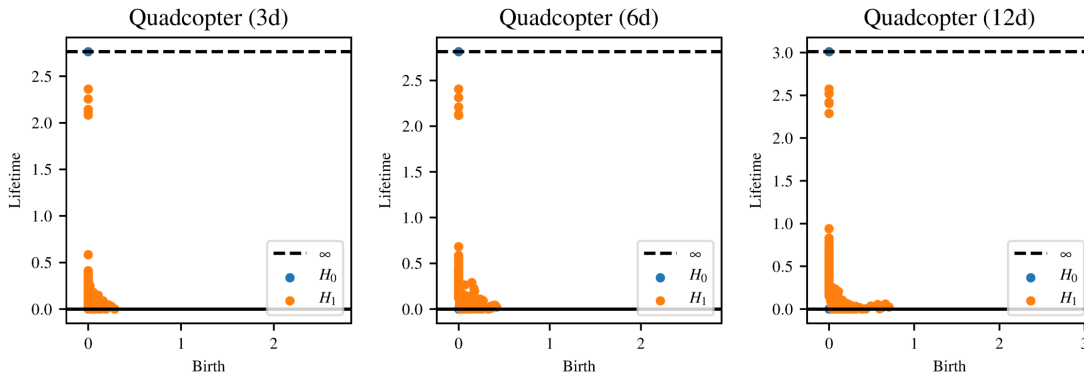 Quadcopter (3d)
Lifetime
2.5
2.0
1.5
1.0
0.5
0.0
0
1
2
Birth
∞
H₀
H₁
Quadcopter (6d)
Lifetime
2.5
2.0
1.5
1.0
0.5
0.0
0
1
2
Birth
∞
H₀
H₁
Quadcopter (12d)
Lifetime
3.0
2.5
2.0
1.5
1.0
0.5
0.0
0
1
2
3
Birth
∞
H₀
H₁